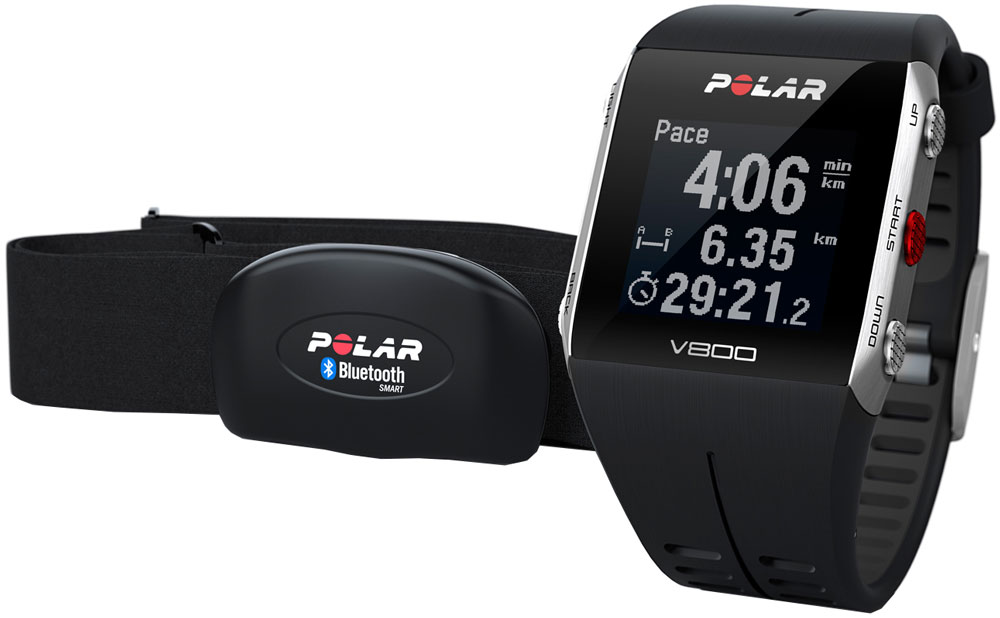 POLAR
Bluetooth
SMART
LIGHT
BACK
POLAR
Pace
4:06 min/km
A B
6.35 km
29:21.2
V800
UP
START
DOWN